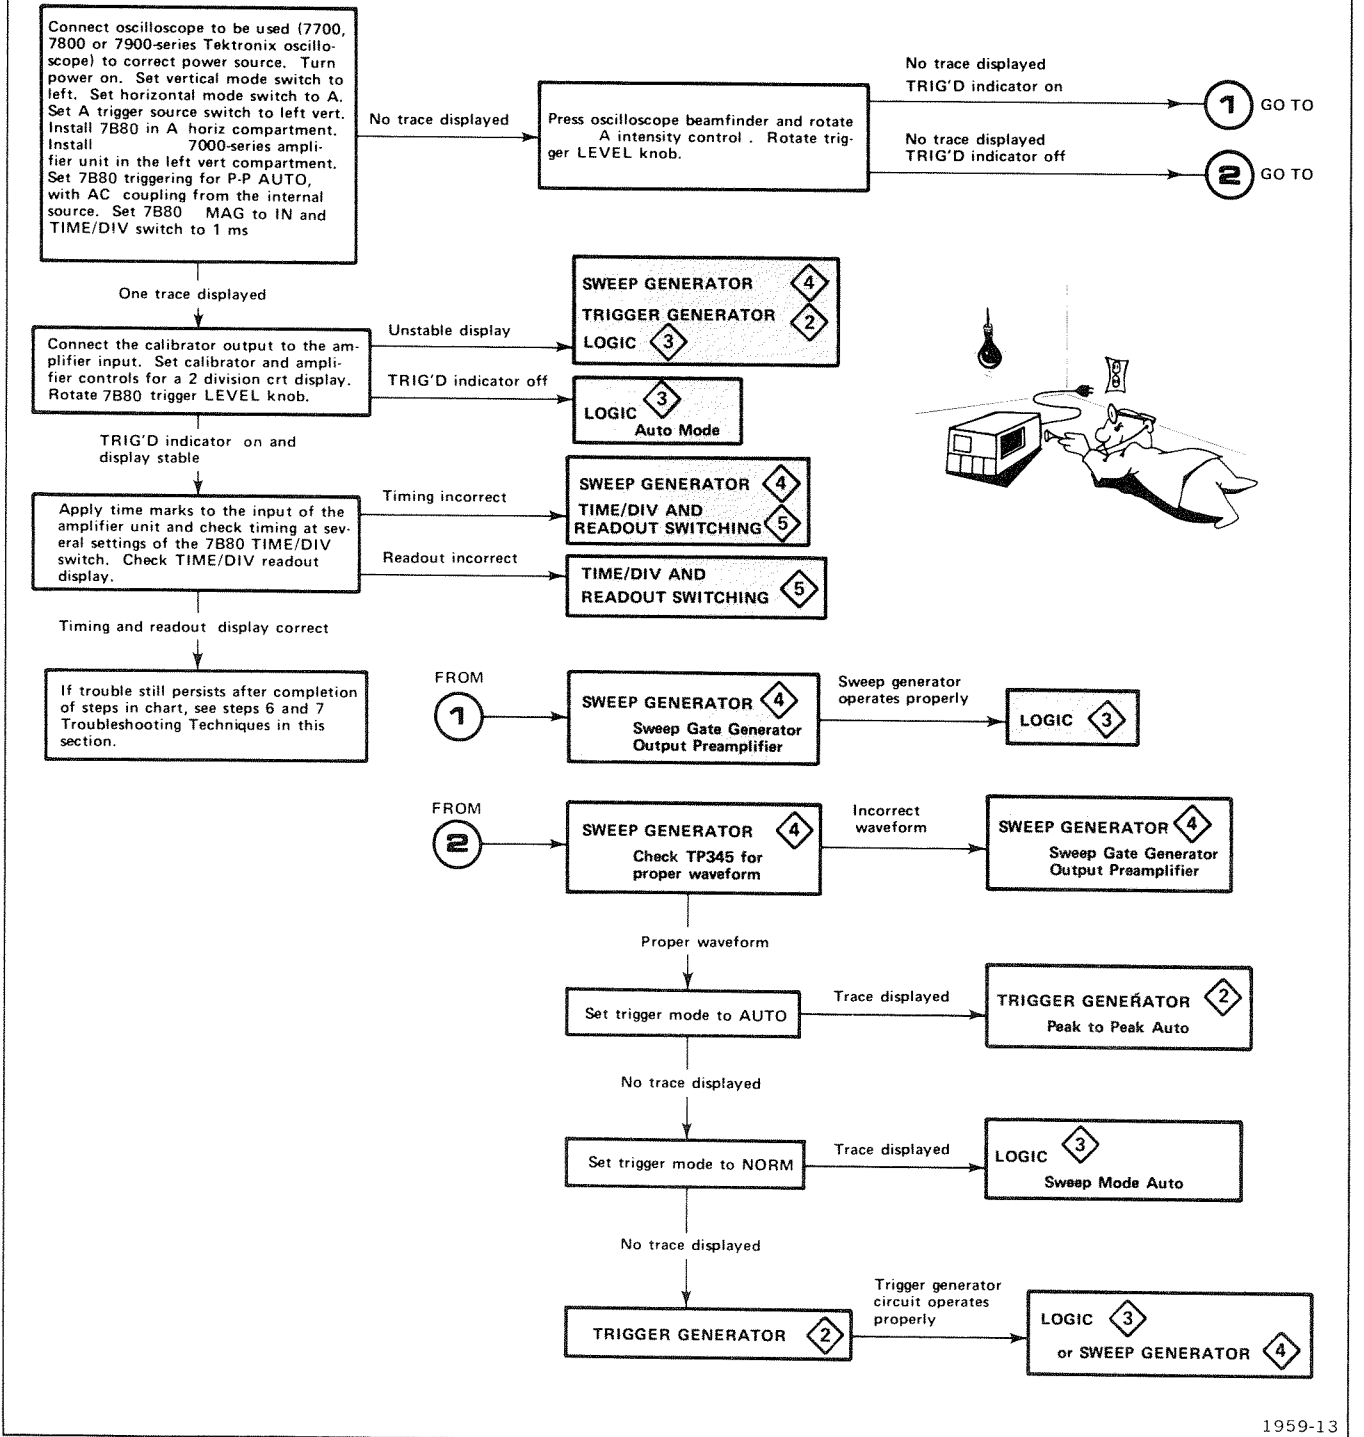 Connect oscilloscope to be used (7700,
7800 or 7900-series Tektronix oscillo-
scope) to correct power source. Turn
power on. Set vertical mode switch to
left. Set horizontal mode switch to A.
Set A trigger source switch to left vert.
Install 7B80 in A horiz compartment.
Install 7000-series ampli-
fier unit in the left vert compartment.
Set 7B80 triggering for P-P AUTO,
with AC coupling from the internal
source. Set 7B80 MAG to IN and
TIME/DIV switch to 1 ms
No trace displayed
Press oscilloscope beamfinder and rotate
A intensity control . Rotate trig-
ger LEVEL knob.
No trace displayed
TRIG'D indicator on
1 GO TO
No trace displayed
TRIG'D indicator off
2 GO TO
One trace displayed
Connect the calibrator output to the am-
plifier input. Set calibrator and ampli-
fier controls for a 2 division crt display.
Rotate 7B80 trigger LEVEL knob.
Unstable display
SWEEP GENERATOR 4
TRIGGER GENERATOR 2
LOGIC 3
TRIG'D indicator off
LOGIC 3
Auto Mode
TRIG'D indicator on and
display stable
Apply time marks to the input of the
amplifier unit and check timing at sev-
eral settings of the 7B80 TIME/DIV
switch. Check TIME/DIV readout
display.
Timing incorrect
SWEEP GENERATOR 4
TIME/DIV AND
READOUT SWITCHING 5
Readout incorrect
TIME/DIV AND
READOUT SWITCHING 5
Timing and readout display correct
If trouble still persists after completion
of steps in chart, see steps 6 and 7
Troubleshooting Techniques in this
section.
FROM
1
SWEEP GENERATOR 4
Sweep Gate Generator
Output Preamplifier
Sweep generator
operates properly
LOGIC 3
FROM
2
SWEEP GENERATOR 4
Check TP345 for
proper waveform
Incorrect
waveform
SWEEP GENERATOR 4
Sweep Gate Generator
Output Preamplifier
Proper waveform
Set trigger mode to AUTO
Trace displayed
TRIGGER GENERATOR 2
Peak to Peak Auto
No trace displayed
Set trigger mode to NORM
Trace displayed
LOGIC 3
Sweep Mode Auto
No trace displayed
TRIGGER GENERATOR 2
Trigger generator
circuit operates
properly
LOGIC 3
or SWEEP GENERATOR 4
1959-13